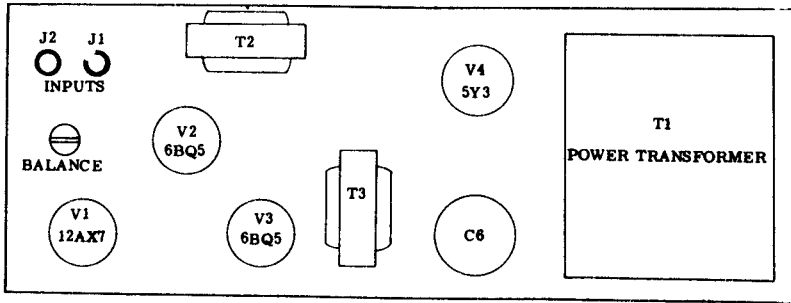 J2 J1
INPUTS
T2
V4
5Y3
T1
POWER TRANSFORMER
V2
6BQ5
BALANCE
V1
12AX7
V3
6BQ5
T3
C6